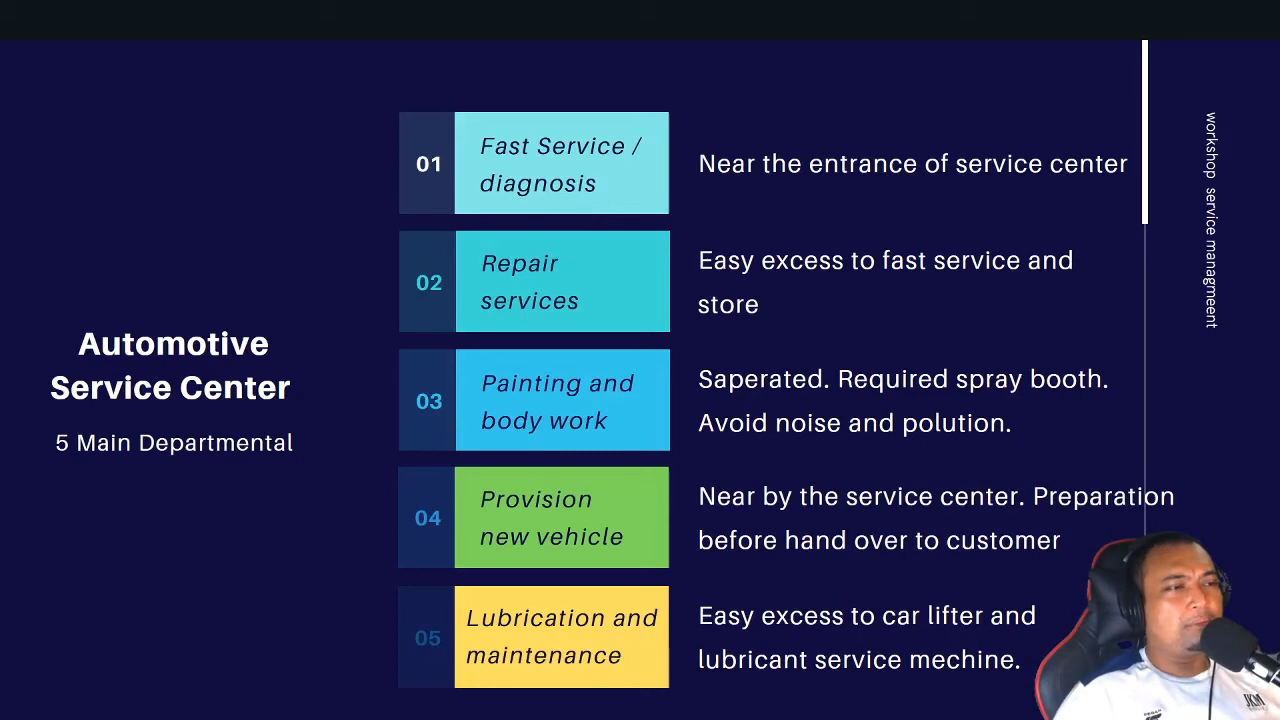 Automotive
Service Center
5 Main Departmental
01
Fast Service /
diagnosis
Near the entrance of service center
02
Repair
services
Easy excess to fast service and
store
03
Painting and
body work
Saperated. Required spray booth.
Avoid noise and polution.
04
Provision
new vehicle
Near by the service center. Preparation
before hand over to customer
05
Lubrication and
maintenance
Easy excess to car lifter and
lubricant service mechine.
workshop service managmeent
JKM